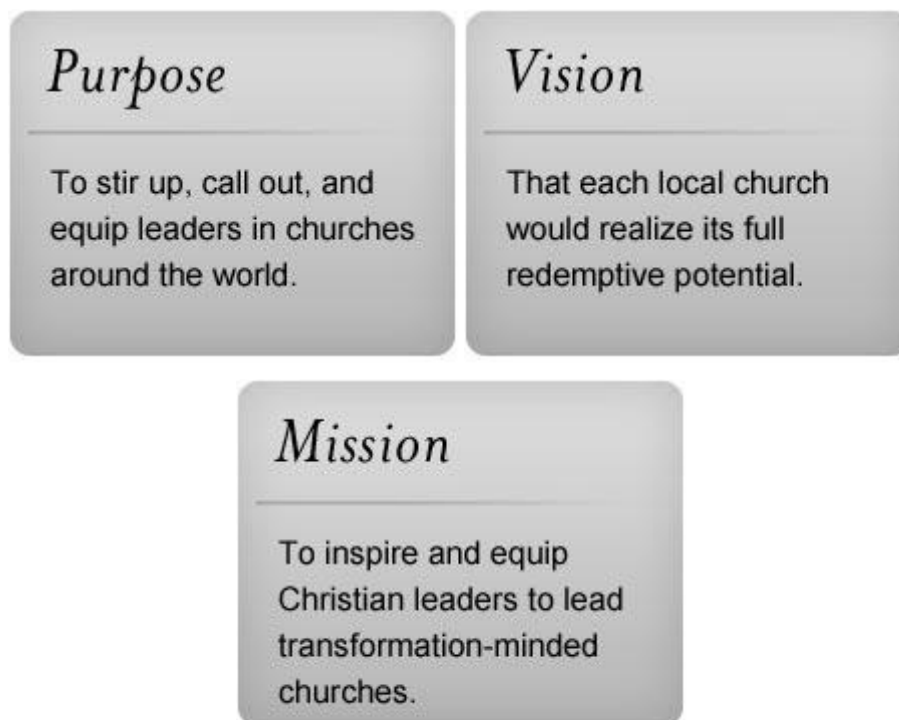 Purpose
To stir up, call out, and
equip leaders in churches
around the world.
Vision
That each local church
would realize its full
redemptive potential.
Mission
To inspire and equip
Christian leaders to lead
transformation-minded
churches.